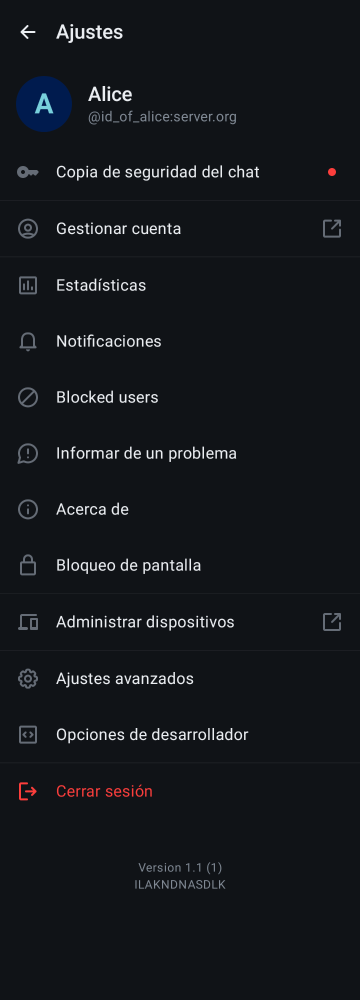 Ajustes
A
Alice
@id_of_alice:server.org
Copia de seguridad del chat
Gestionar cuenta
Estadísticas
Notificaciones
Blocked users
Informar de un problema
Acerca de
Bloqueo de pantalla
Administrar dispositivos
Ajustes avanzados
Opciones de desarrollador
Cerrar sesión
Version 1.1 (1)
ILAKNDNASDLK